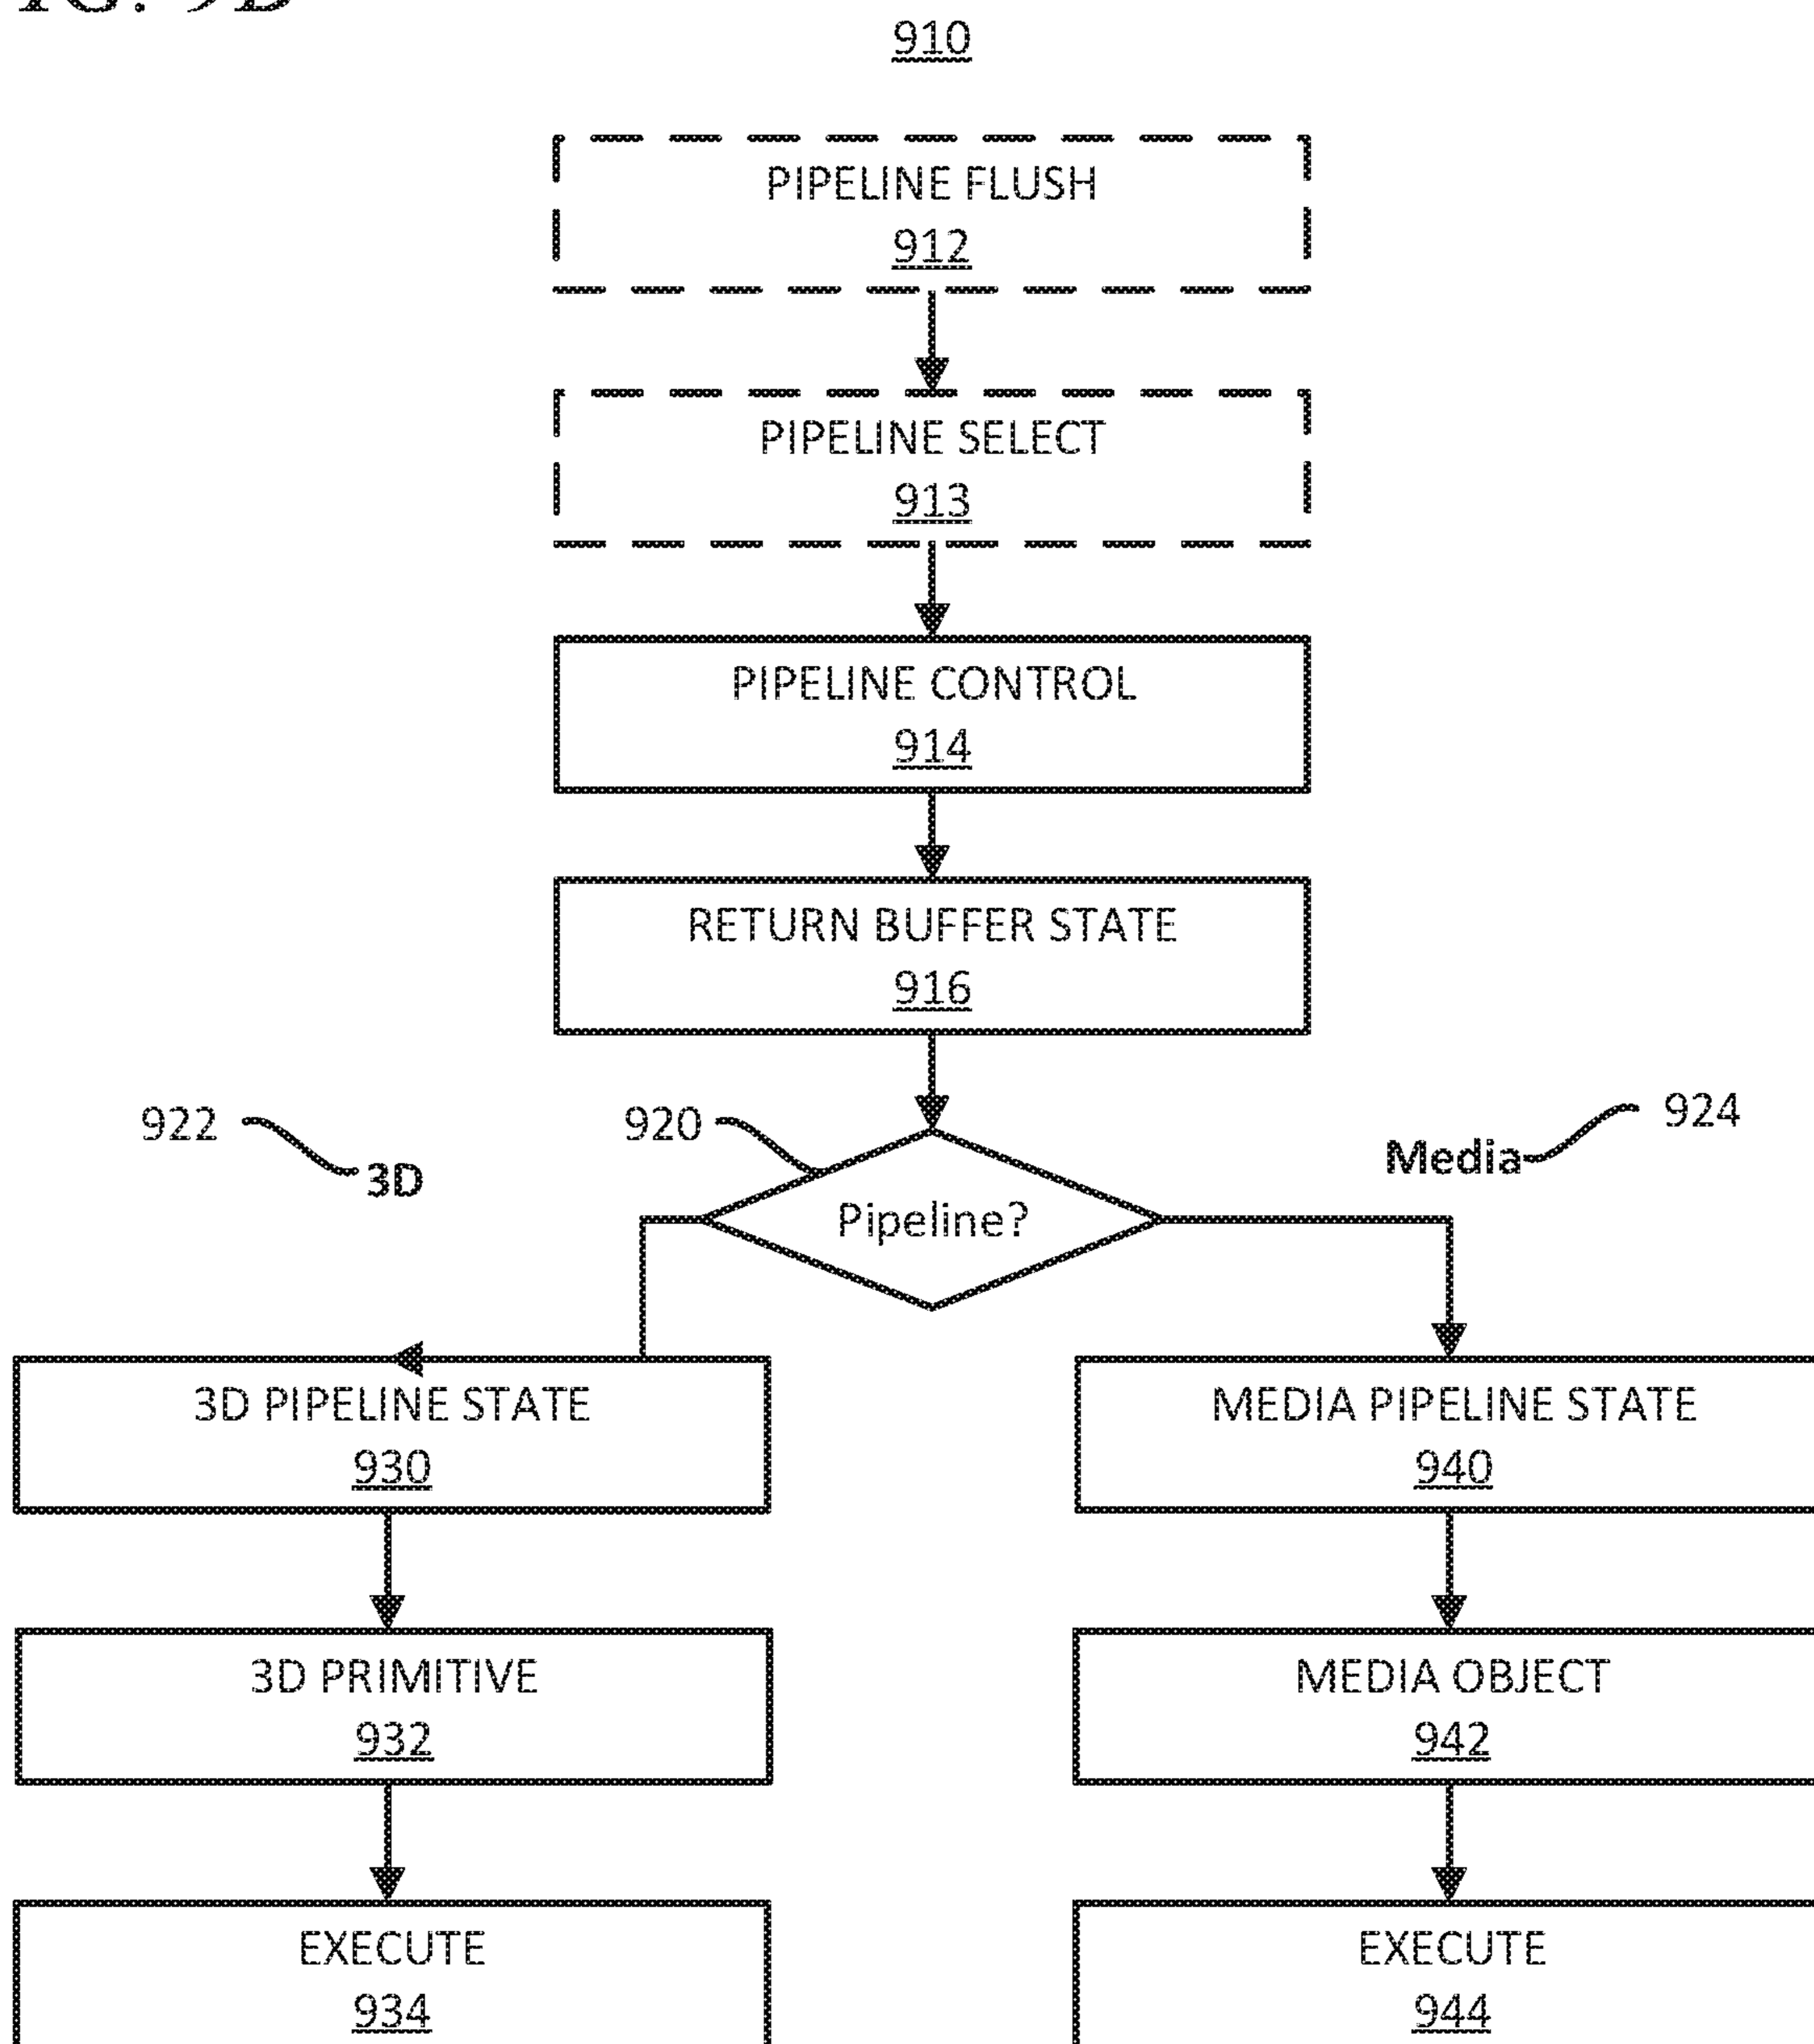 910
PIPELINE FLUSH
912
PIPELINE SELECT
913
PIPELINE CONTROL
914
RETURN BUFFER STATE
916
922
3D
920
Pipeline?
Media
924
3D PIPELINE STATE
930
MEDIA PIPELINE STATE
940
3D PRIMITIVE
932
MEDIA OBJECT
942
EXECUTE
934
EXECUTE
944